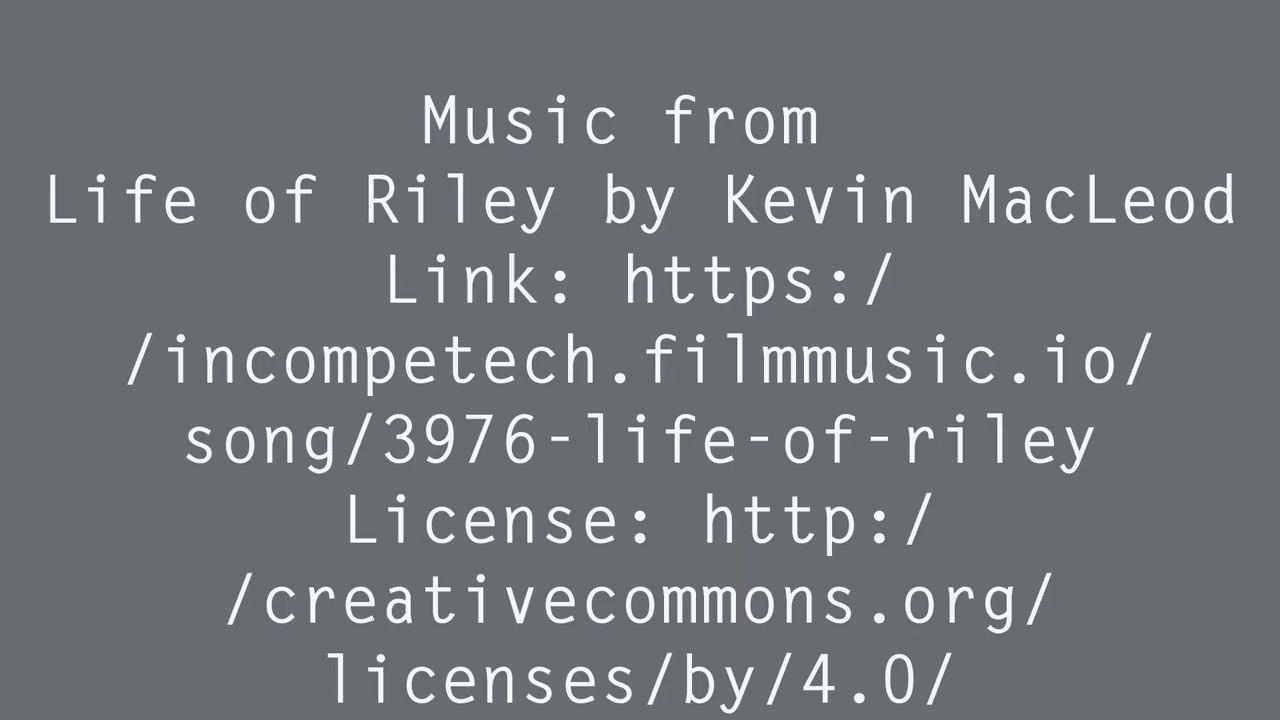 Music from
Life of Riley by Kevin MacLeod
Link: https:/
/incompetech.filmmusic.io/
song/3976-life-of-riley
License: http:/
/creativecommons.org/
licenses/by/4.0/